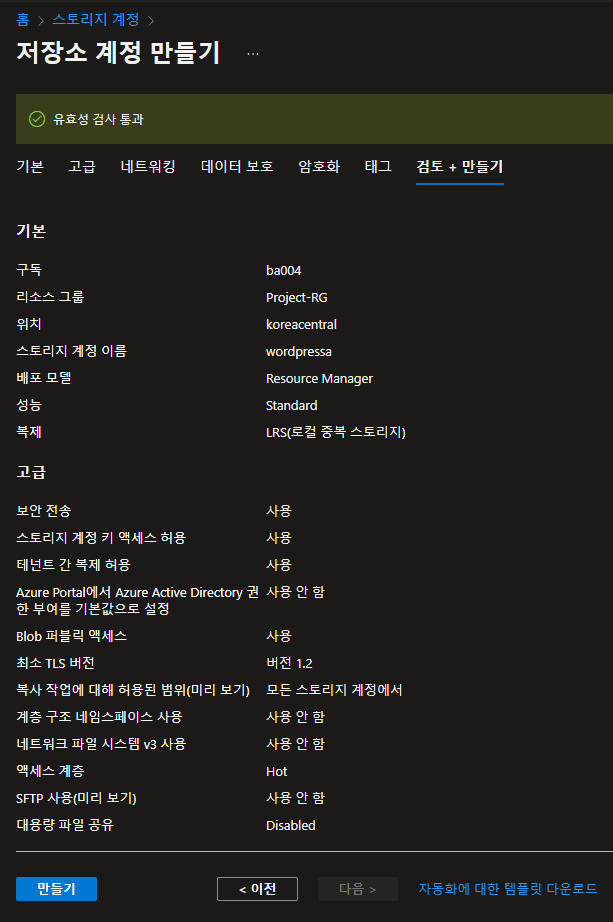 홈 > 스토리지 계정 >
저장소 계정 만들기 ...
유효성 검사 통과
기본 고급 네트워킹 데이터 보호 암호화 태그 검토 + 만들기
기본
구독 ba004
리소스 그룹 Project-RG
위치 koreacentral
스토리지 계정 이름 wordpressa
배포 모델 Resource Manager
성능 Standard
복제 LRS(로컬 중복 스토리지)
고급
보안 전송 사용
스토리지 계정 키 액세스 허용 사용
테넌트 간 복제 허용 사용
Azure Portal에서 Azure Active Directory 권 사용 안 함
한 부여를 기본값으로 설정
Blob 퍼블릭 액세스 사용
최소 TLS 버전 버전 1.2
복사 작업에 대해 허용된 범위(미리 보기) 모든 스토리지 계정에서
계층 구조 네임스페이스 사용 사용 안 함
네트워크 파일 시스템 v3 사용 사용 안 함
액세스 계층 Hot
SFTP 사용(미리 보기) 사용 안 함
대용량 파일 공유 Disabled
만들기 < 이전 다음 > 자동화에 대한 템플릿 다운로드